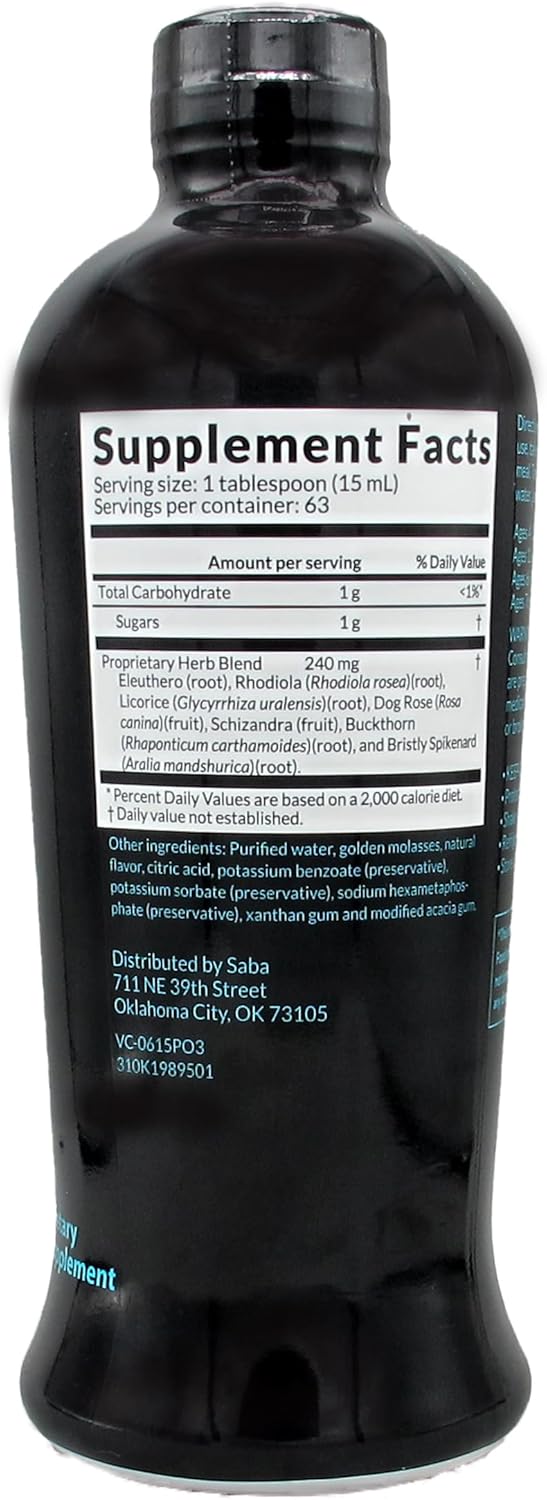 Supplement Facts
Serving size: 1 tablespoon (15 mL)
Servings per container: 63
Amount per serving % Daily Value
Total Carbohydrate 1 g <1%*
Sugars 1 g †
Proprietary Herb Blend 240 mg †
Eleuthero (root), Rhodiola (Rhodiola rosea)(root),
Licorice (Glycyrrhiza uralensis)(root), Dog Rose (Rosa
canina)(fruit), Schizandra (fruit), Buckthorn
(Rhaponticum carthamoides)(root), and Bristly Spikenard
(Aralia mandshurica)(root).
* Percent Daily Values are based on a 2,000 calorie diet.
† Daily value not established.
Other ingredients: Purified water, golden molasses, natural
flavor, citric acid, potassium benzoate (preservative),
potassium sorbate (preservative), sodium hexametaphos-
phate (preservative), xanthan gum and modified acacia gum.
Distributed by Saba
711 NE 39th Street
Oklahoma City, OK 73105
VC-0615PO3
310K1989501